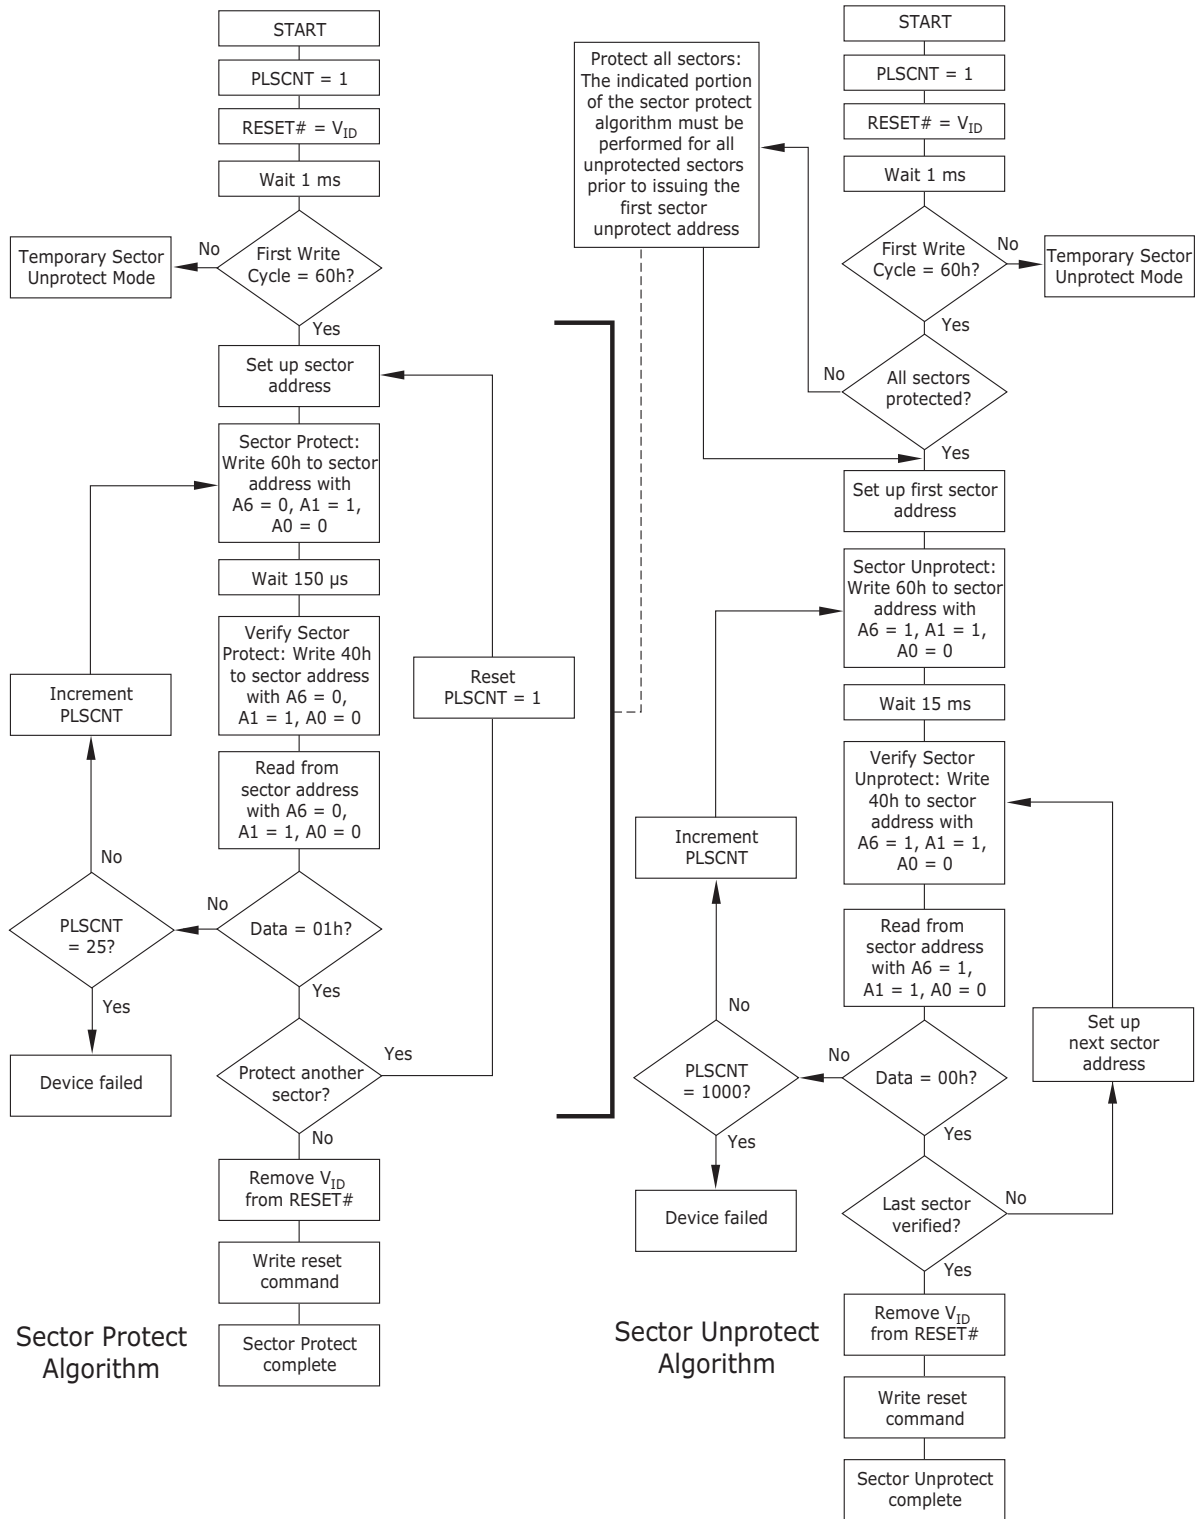 START
PLSCNT = 1
RESET# = VID
Wait 1 ms
First Write
Cycle = 60h?
No
Temporary Sector
Unprotect Mode
Yes
Set up sector
address
Sector Protect:
Write 60h to sector
address with
A6 = 0, A1 = 1,
A0 = 0
Wait 150 µs
Verify Sector
Protect: Write 40h
to sector address
with A6 = 0,
A1 = 1, A0 = 0
Read from
sector address
with A6 = 0,
A1 = 1, A0 = 0
Data = 01h?
No
PLSCNT
= 25?
No
Increment
PLSCNT
Yes
Device failed
Yes
Protect another
sector?
Yes
Reset
PLSCNT = 1
No
Remove VID
from RESET#
Write reset
command
Sector Protect
complete
Sector Protect
Algorithm
Protect all sectors:
The indicated portion
of the sector protect
algorithm must be
performed for all
unprotected sectors
prior to issuing the
first sector
unprotect address
START
PLSCNT = 1
RESET# = VID
Wait 1 ms
First Write
Cycle = 60h?
No
Temporary Sector
Unprotect Mode
Yes
All sectors
protected?
No
Yes
Set up first sector
address
Sector Unprotect:
Write 60h to sector
address with
A6 = 1, A1 = 1,
A0 = 0
Wait 15 ms
Verify Sector
Unprotect: Write
40h to sector
address with
A6 = 1, A1 = 1,
A0 = 0
Read from
sector address
with A6 = 1,
A1 = 1, A0 = 0
Data = 00h?
No
PLSCNT
= 1000?
No
Increment
PLSCNT
Yes
Device failed
Yes
Last sector
verified?
No
Set up
next sector
address
Yes
Remove VID
from RESET#
Write reset
command
Sector Unprotect
complete
Sector Unprotect
Algorithm